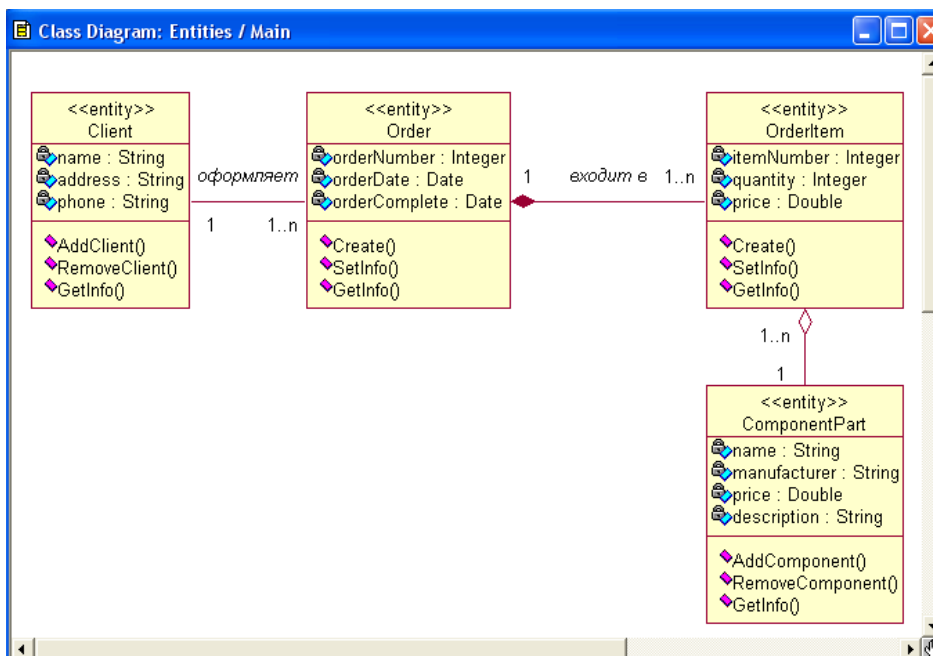 Class Diagram: Entities / Main
<<entity>>
Client
name : String
address : String
phone : String
AddClient()
RemoveClient()
GetInfo()
оформляет
1
1..n
<<entity>>
Order
orderNumber : Integer
orderDate : Date
orderComplete : Date
Create()
SetInfo()
GetInfo()
1
входит в
1..n
<<entity>>
OrderItem
itemNumber : Integer
quantity : Integer
price : Double
Create()
SetInfo()
GetInfo()
1..n
1
<<entity>>
ComponentPart
name : String
manufacturer : String
price : Double
description : String
AddComponent()
RemoveComponent()
GetInfo()